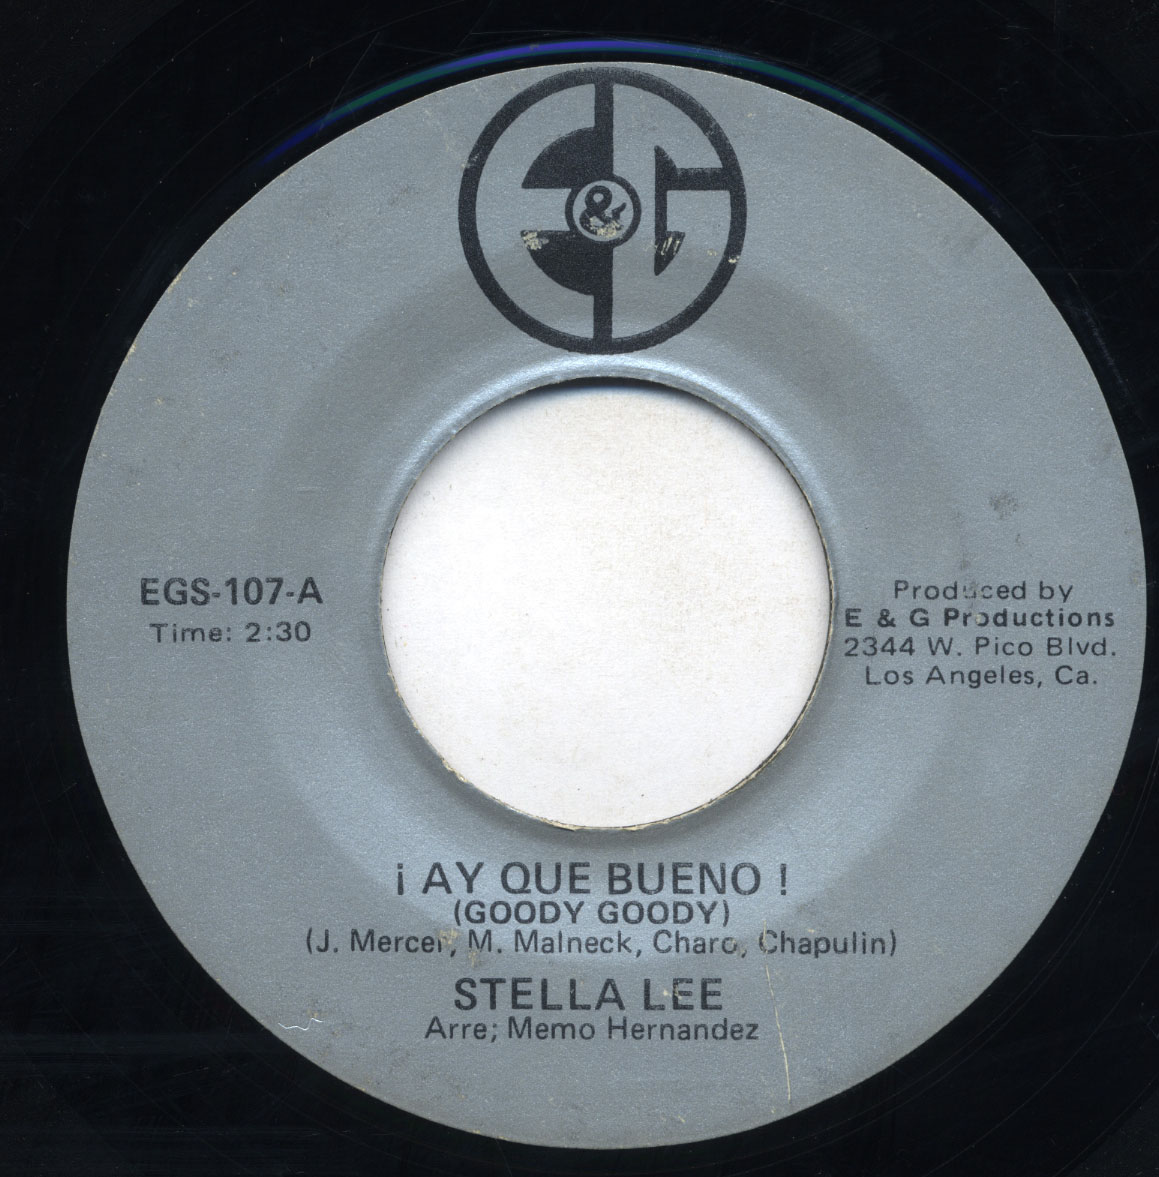 E & G
EGS-107-A
Time: 2:30
Produced by
E & G Productions
2344 W. Pico Blvd.
Los Angeles, Ca.
¡ AY QUE BUENO !
(GOODY GOODY)
(J. Mercer, M. Malneck, Charo, Chapulin)
STELLA LEE
Arre; Memo Hernandez